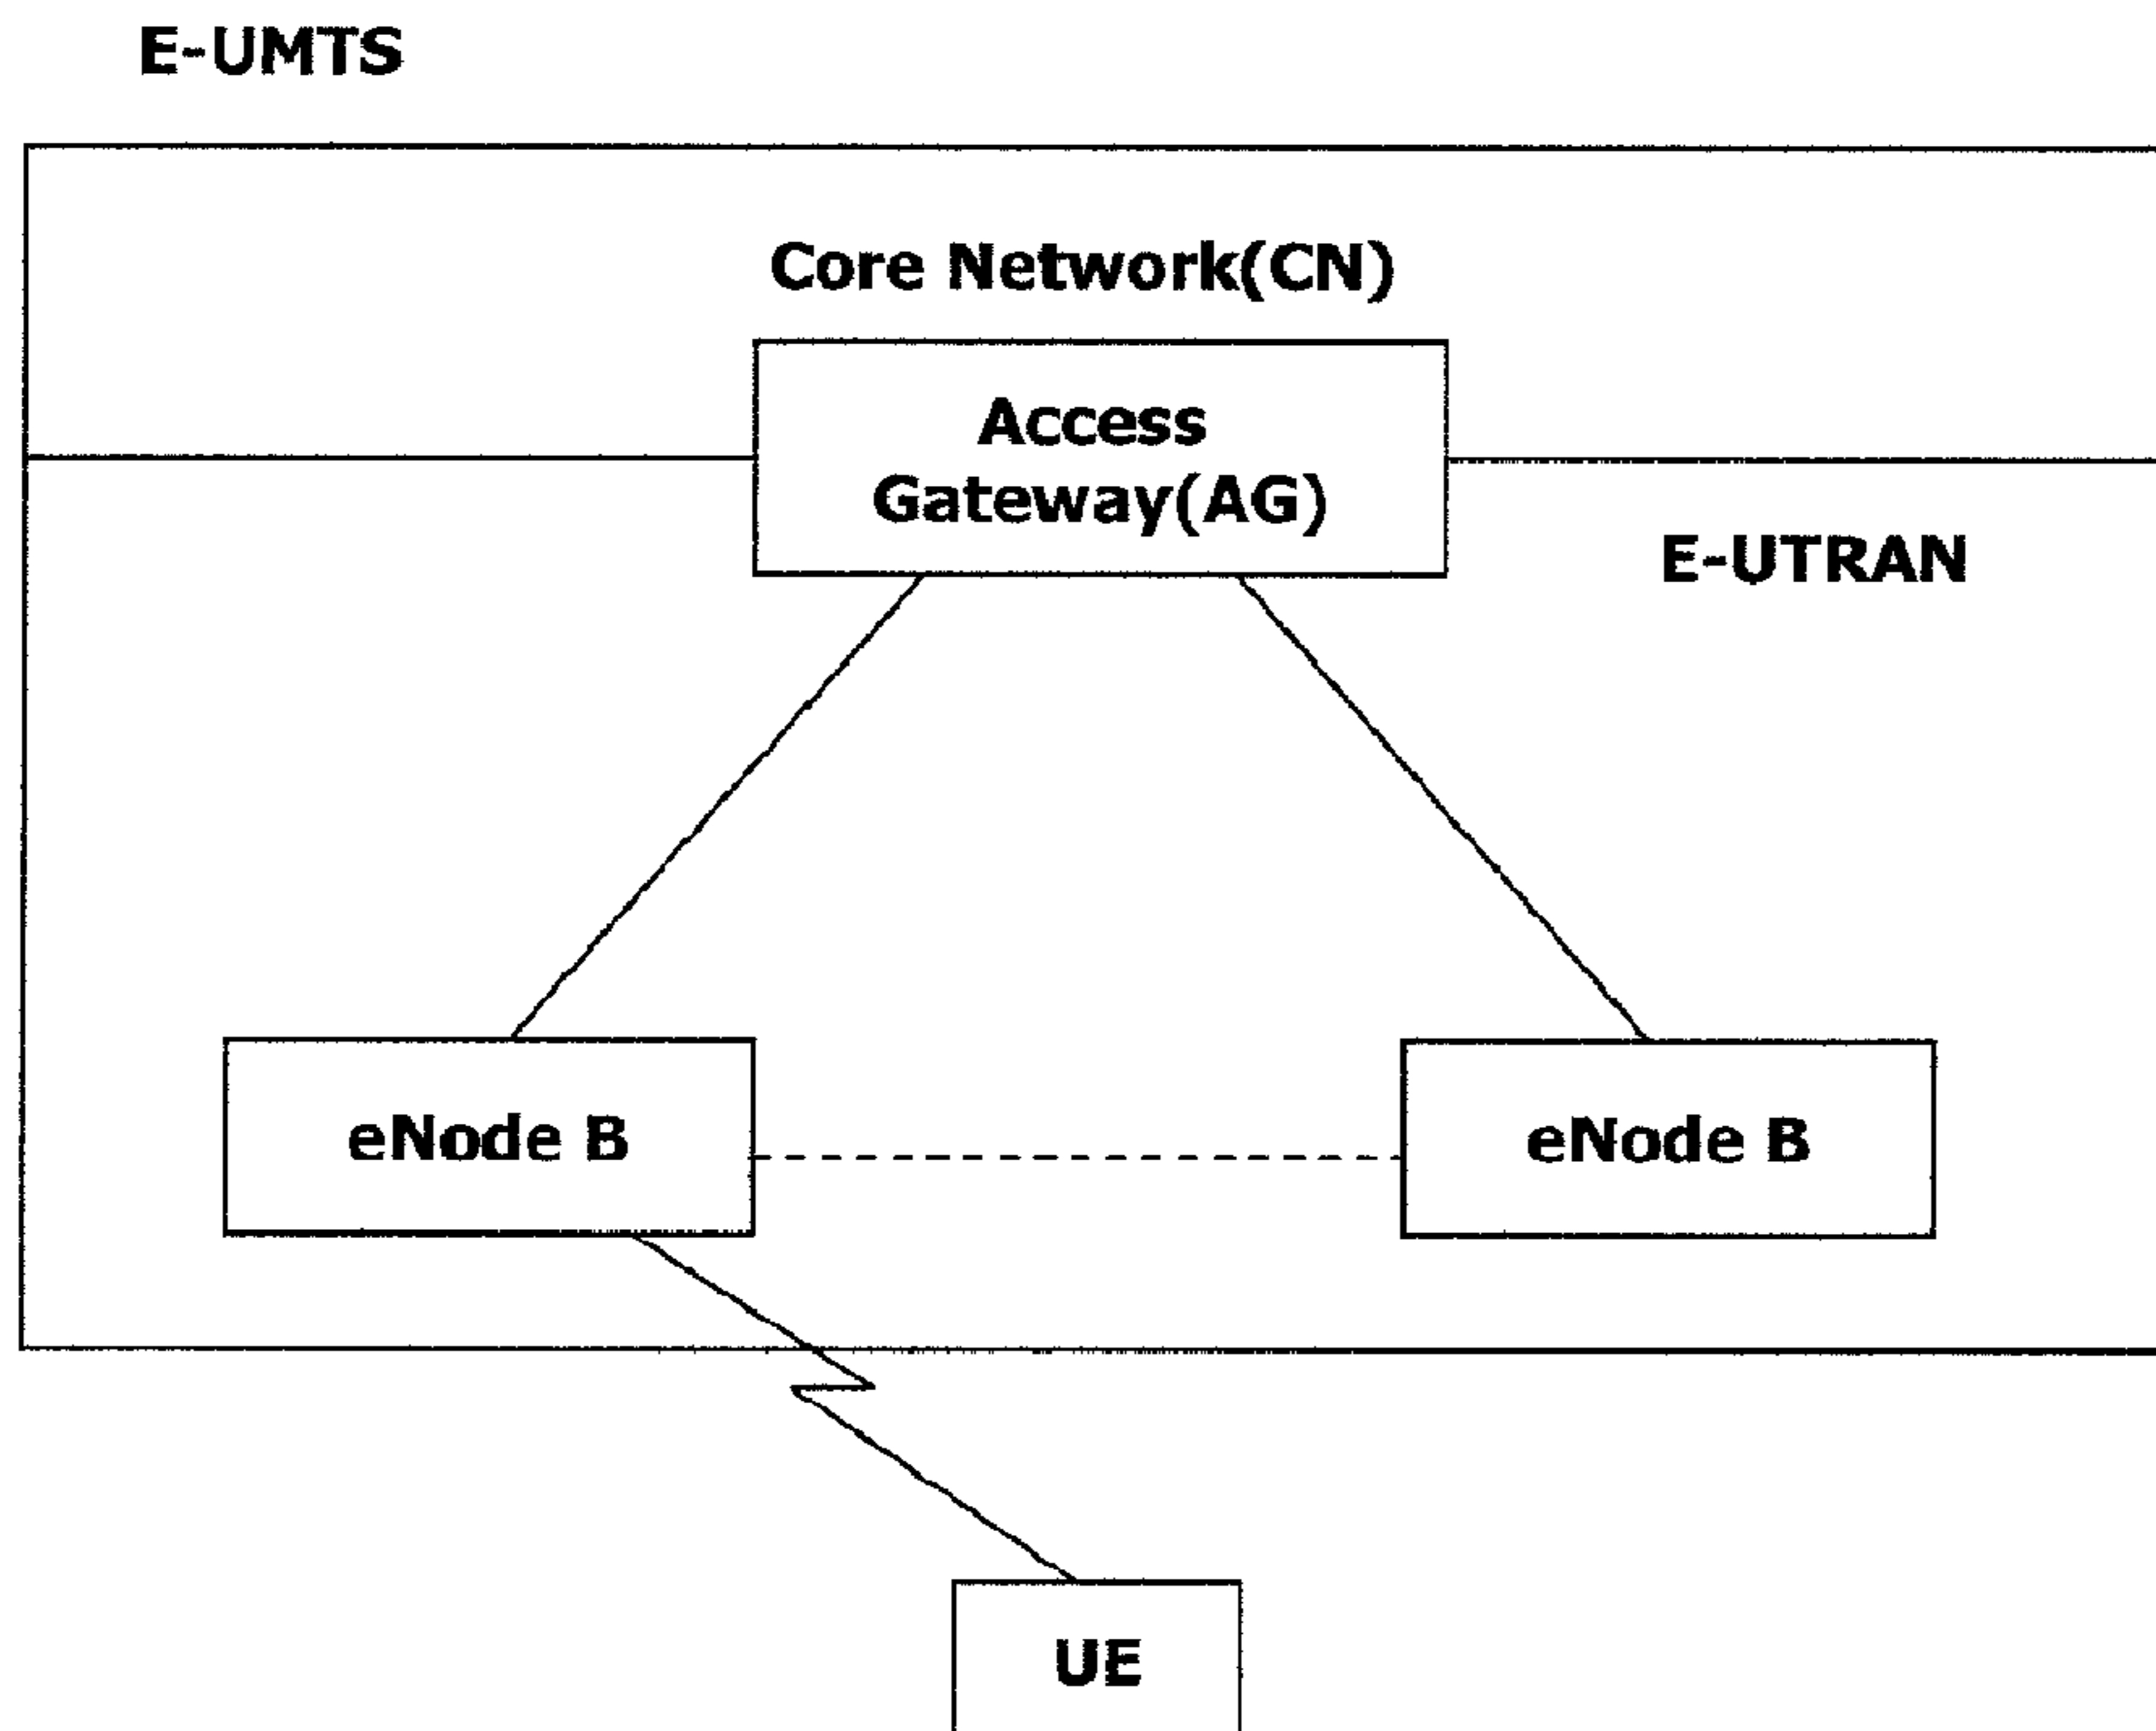 E-UMTS
Core Network(CN)
Access
Gateway(AG)
E-UTRAN
eNode B
eNode B
UE